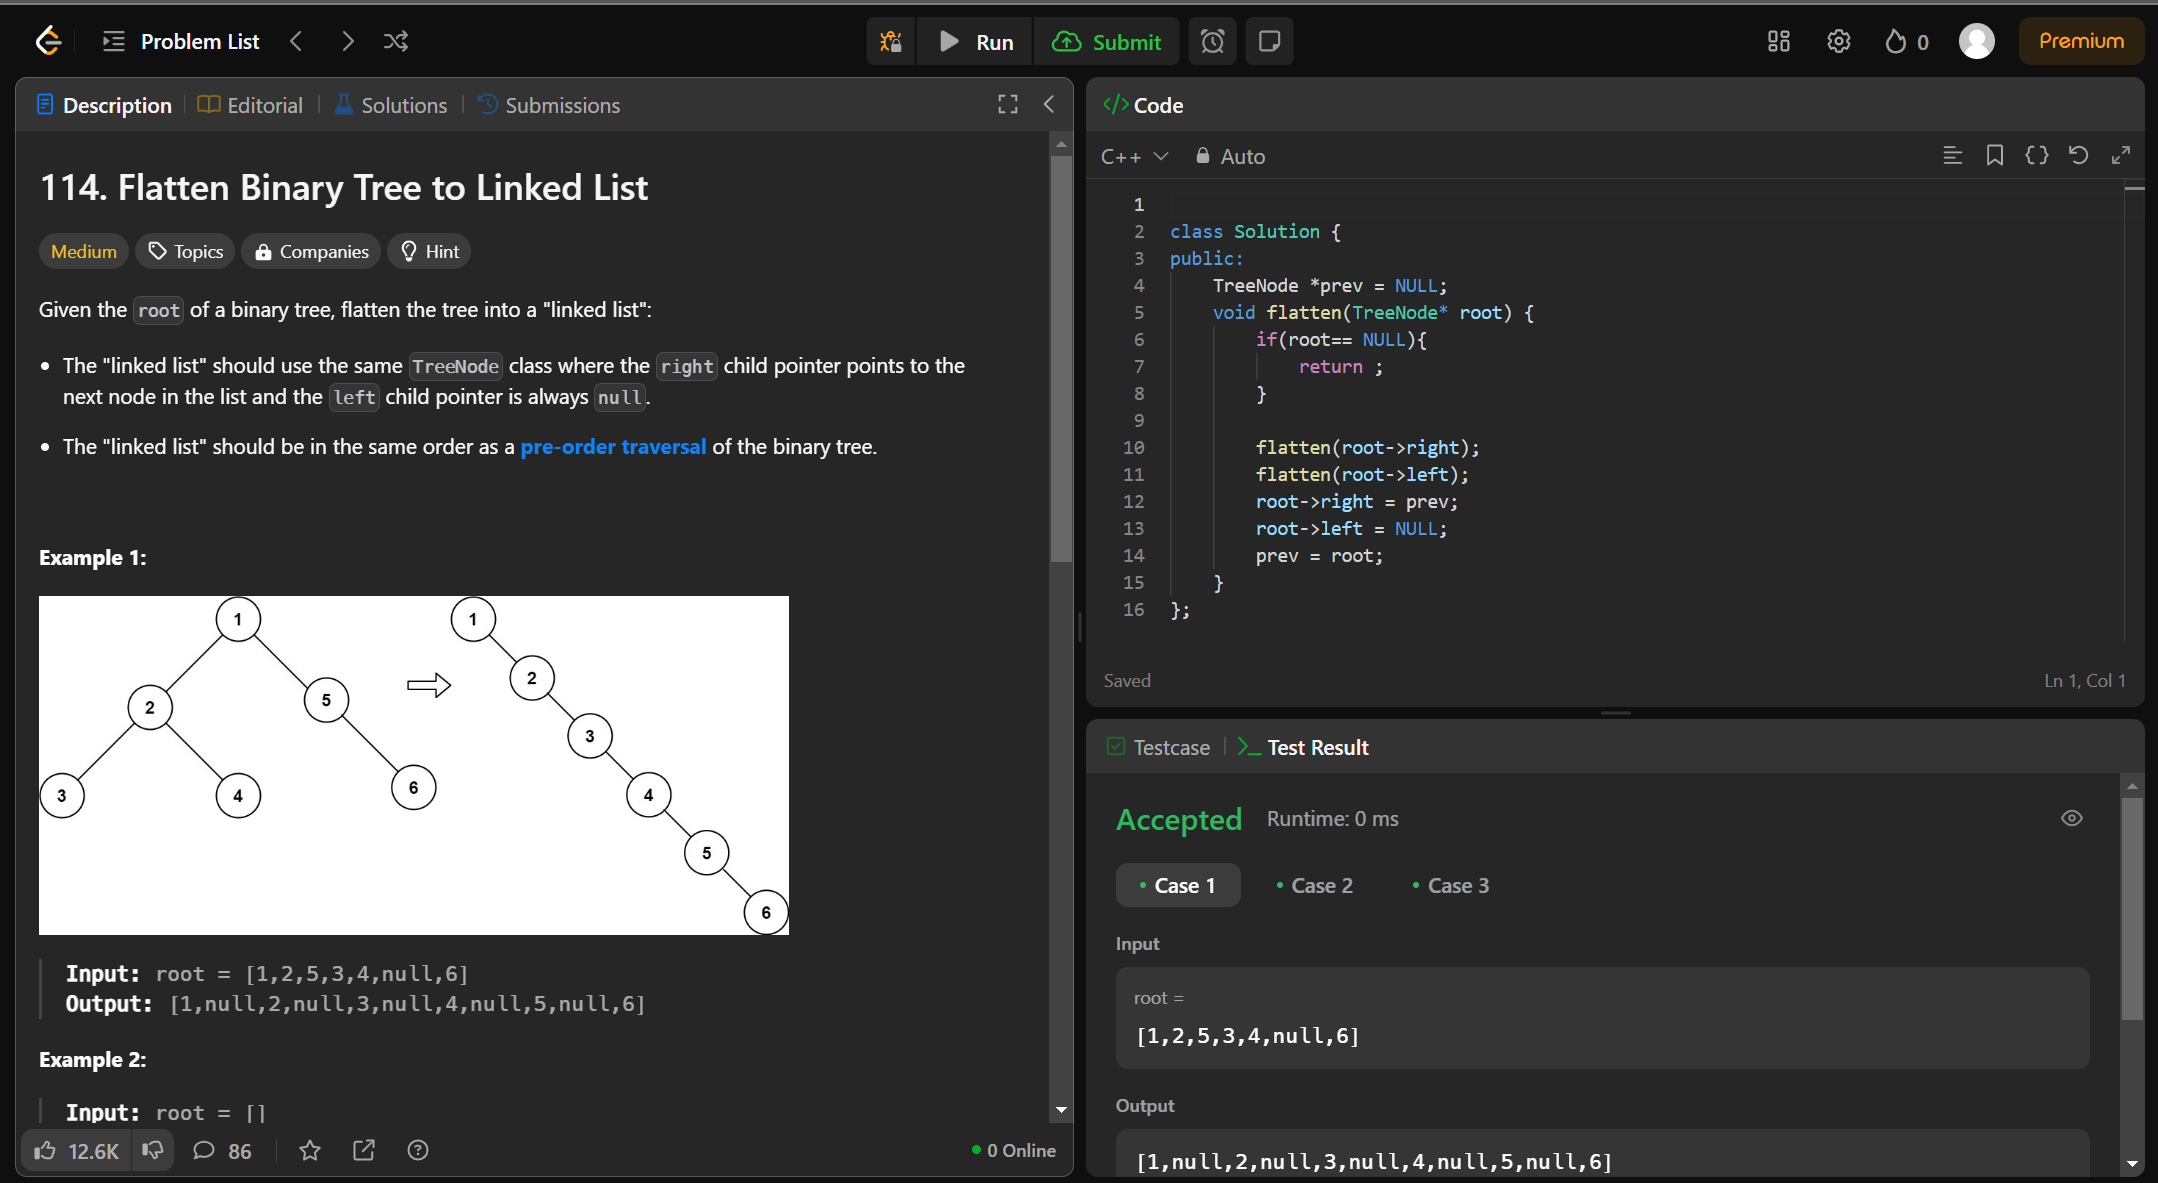 Problem List
Run
Submit
0
Premium
Description
Editorial
Solutions
Submissions
114. Flatten Binary Tree to Linked List
Medium
Topics
Companies
Hint
Given the root of a binary tree, flatten the tree into a "linked list":
The "linked list" should use the same TreeNode class where the right child pointer points to the
next node in the list and the left child pointer is always null.
The "linked list" should be in the same order as a pre-order traversal of the binary tree.
Example 1:
1
2
5
3
4
6
1
2
3
4
5
6
Input: root = [1,2,5,3,4,null,6]
Output: [1,null,2,null,3,null,4,null,5,null,6]
Example 2:
Input: root = []
12.6K
86
0 Online
</> Code
C++
Auto
1
2 class Solution {
3 public:
4 TreeNode *prev = NULL;
5 void flatten(TreeNode* root) {
6 if(root== NULL){
7 return ;
8 }
9
10 flatten(root->right);
11 flatten(root->left);
12 root->right = prev;
13 root->left = NULL;
14 prev = root;
15 }
16 };
Saved
Ln 1, Col 1
Testcase
Test Result
Accepted
Runtime: 0 ms
Case 1
Case 2
Case 3
Input
root =
[1,2,5,3,4,null,6]
Output
[1,null,2,null,3,null,4,null,5,null,6]